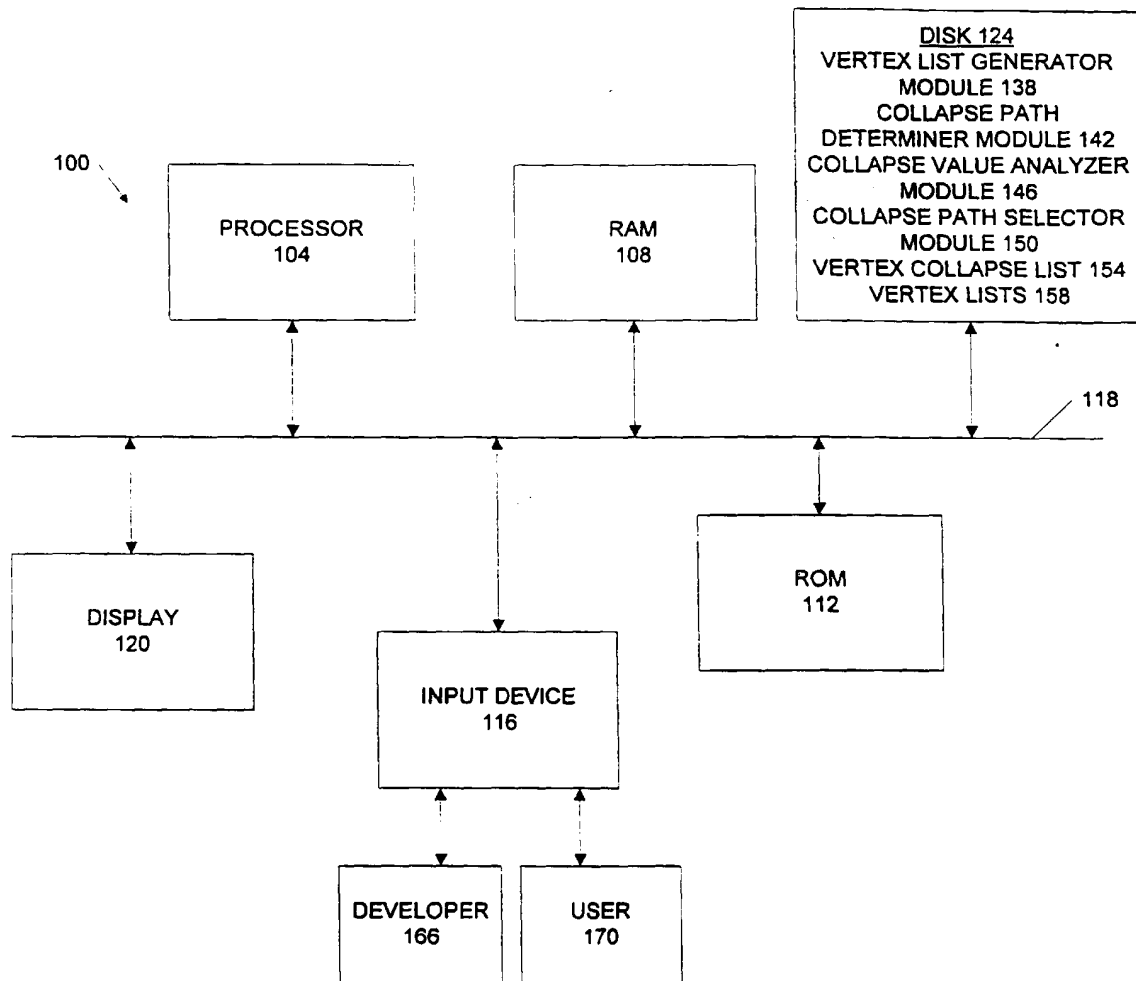 DISK 124
VERTEX LIST GENERATOR
MODULE 138
COLLAPSE PATH
DETERMINER MODULE 142
COLLAPSE VALUE ANALYZER
MODULE 146
COLLAPSE PATH SELECTOR
MODULE 150
VERTEX COLLAPSE LIST 154
VERTEX LISTS 158
100
PROCESSOR
104
RAM
108
118
DISPLAY
120
INPUT DEVICE
116
ROM
112
DEVELOPER
166
USER
170